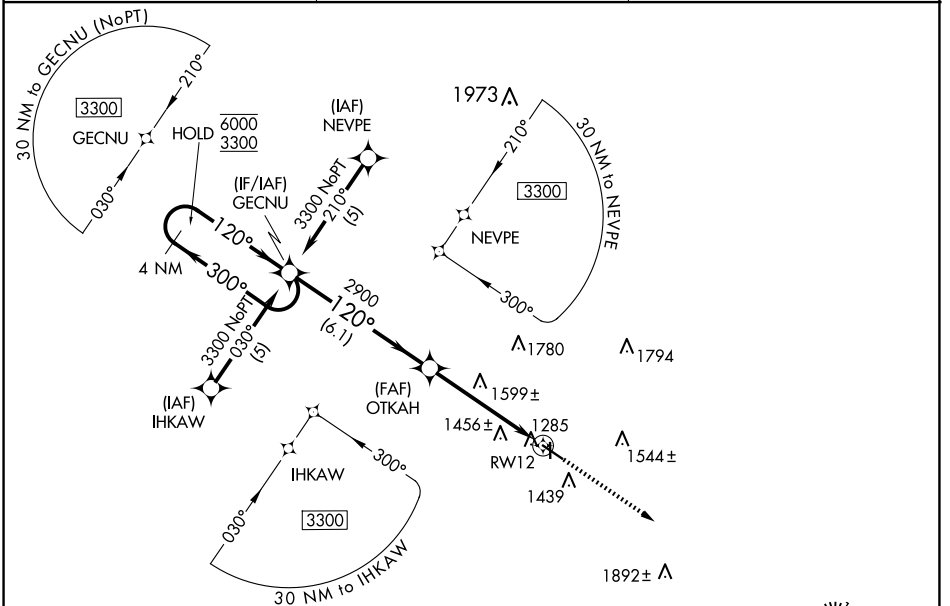 30 NM to GECNU (NoPT)
210°
3300
GECNU
030°
HOLD
6000
3300
(IAF)
NEVPE
1973
210°
30 NM to NEVPE
3300
NEVPE
300°
(IF/IAF)
GECNU
3300 NoPT
210°
(5)
120°
4 NM
300°
2900
120°
(6.1)
3300 NoPT
030°
(5)
(IAF)
IHKAW
1780
1794
(FAF)
OTKAH
1599±
1456±
1285
RW12
1544±
1439
IHKAW
300°
030°
3300
30 NM to IHKAW
1892±